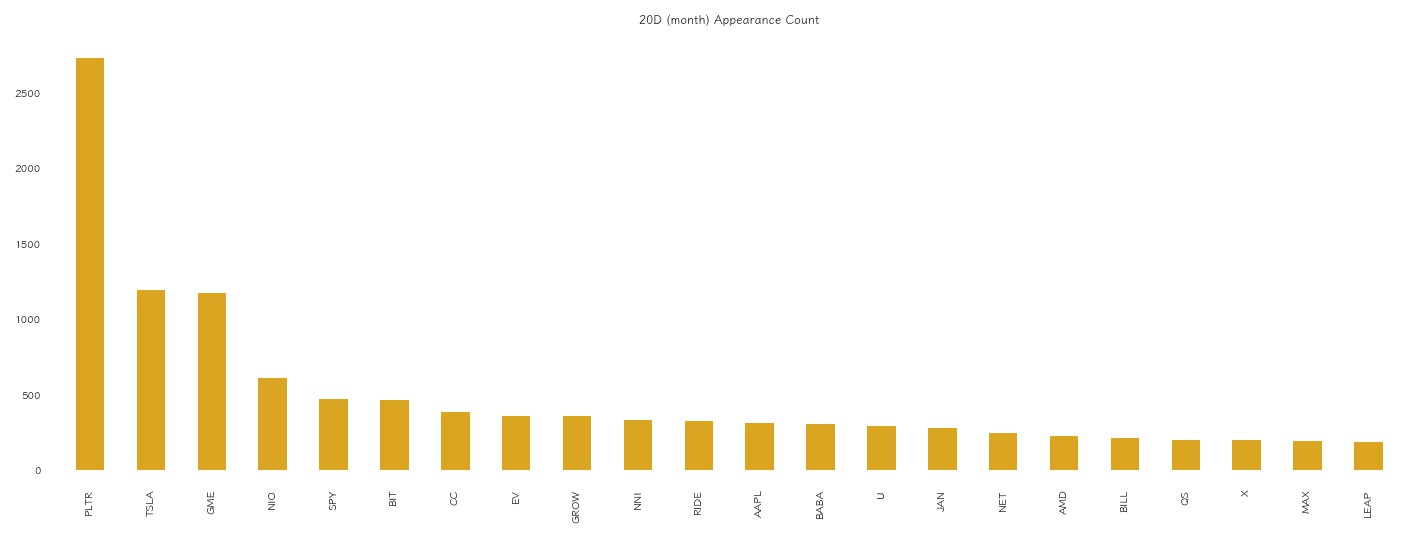 20D (month) Appearance Count
2500
2000
1500
1000
500
0
PLTR
TSLA
GME
NIO
SPY
BIT
CC
EV
GROW
NNI
RIDE
AAPL
BABA
U
JAN
NET
AMD
BILL
QS
X
MAX
LEAP